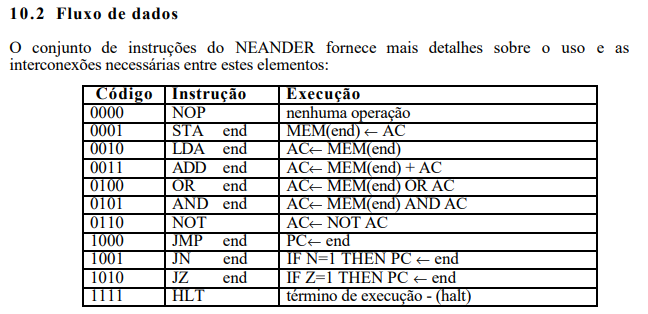 10.2 Fluxo de dados
O conjunto de instruções do NEANDER fornece mais detalhes sobre o uso e as
interconexões necessárias entre estes elementos:
Código Instrução Execução
0000 NOP nenhuma operação
0001 STA end MEM(end) ← AC
0010 LDA end AC← MEM(end)
0011 ADD end AC← MEM(end) + AC
0100 OR end AC← MEM(end) OR AC
0101 AND end AC← MEM(end) AND AC
0110 NOT AC← NOT AC
1000 JMP end PC← end
1001 JN end IF N=1 THEN PC ← end
1010 JZ end IF Z=1 THEN PC ← end
1111 HLT término de execução - (halt)